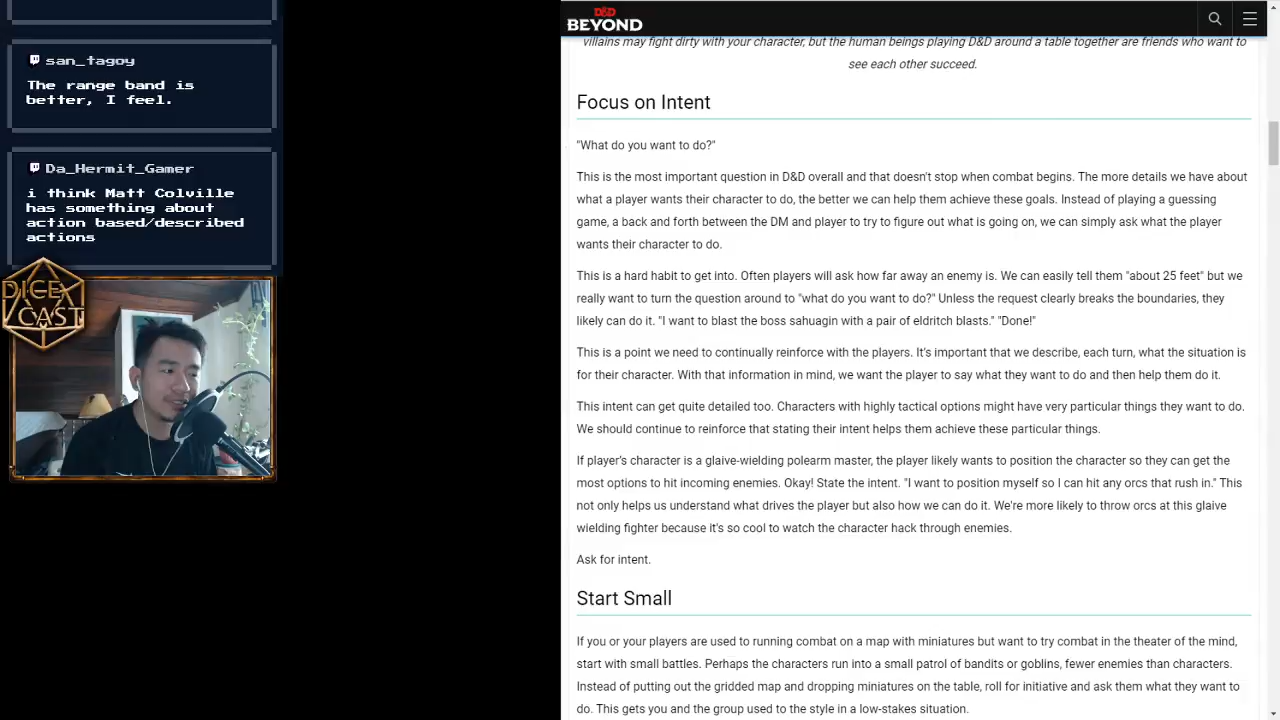 san_tagoy
The range band is
better, I feel.
Da_Hermit_Gamer
i think Matt Colville
has something about
action based/described
actions
DICE
CAST
D&D
BEYOND
villains may fight dirty with your character, but the human beings playing D&D around a table together are friends who want to
see each other succeed.
Focus on Intent
"What do you want to do?"
This is the most important question in D&D overall and that doesn't stop when combat begins. The more details we have about
what a player wants their character to do, the better we can help them achieve these goals. Instead of playing a guessing
game, a back and forth between the DM and player to try to figure out what is going on, we can simply ask what the player
wants their character to do.
This is a hard habit to get into. Often players will ask how far away an enemy is. We can easily tell them "about 25 feet" but we
really want to turn the question around to "what do you want to do?" Unless the request clearly breaks the boundaries, they
likely can do it. "I want to blast the boss sahuagin with a pair of eldritch blasts." "Done!"
This is a point we need to continually reinforce with the players. It's important that we describe, each turn, what the situation is
for their character. With that information in mind, we want the player to say what they want to do and then help them do it.
This intent can get quite detailed too. Characters with highly tactical options might have very particular things they want to do.
We should continue to reinforce that stating their intent helps them achieve these particular things.
If player's character is a glaive-wielding polearm master, the player likely wants to position the character so they can get the
most options to hit incoming enemies. Okay! State the intent. "I want to position myself so I can hit any orcs that rush in." This
not only helps us understand what drives the player but also how we can do it. We're more likely to throw orcs at this glaive
wielding fighter because it's so cool to watch the character hack through enemies.
Ask for intent.
Start Small
If you or your players are used to running combat on a map with miniatures but want to try combat in the theater of the mind,
start with small battles. Perhaps the characters run into a small patrol of bandits or goblins, fewer enemies than characters.
Instead of putting out the gridded map and dropping miniatures on the table, roll for initiative and ask them what they want to
do. This gets you and the group used to the style in a low-stakes situation.